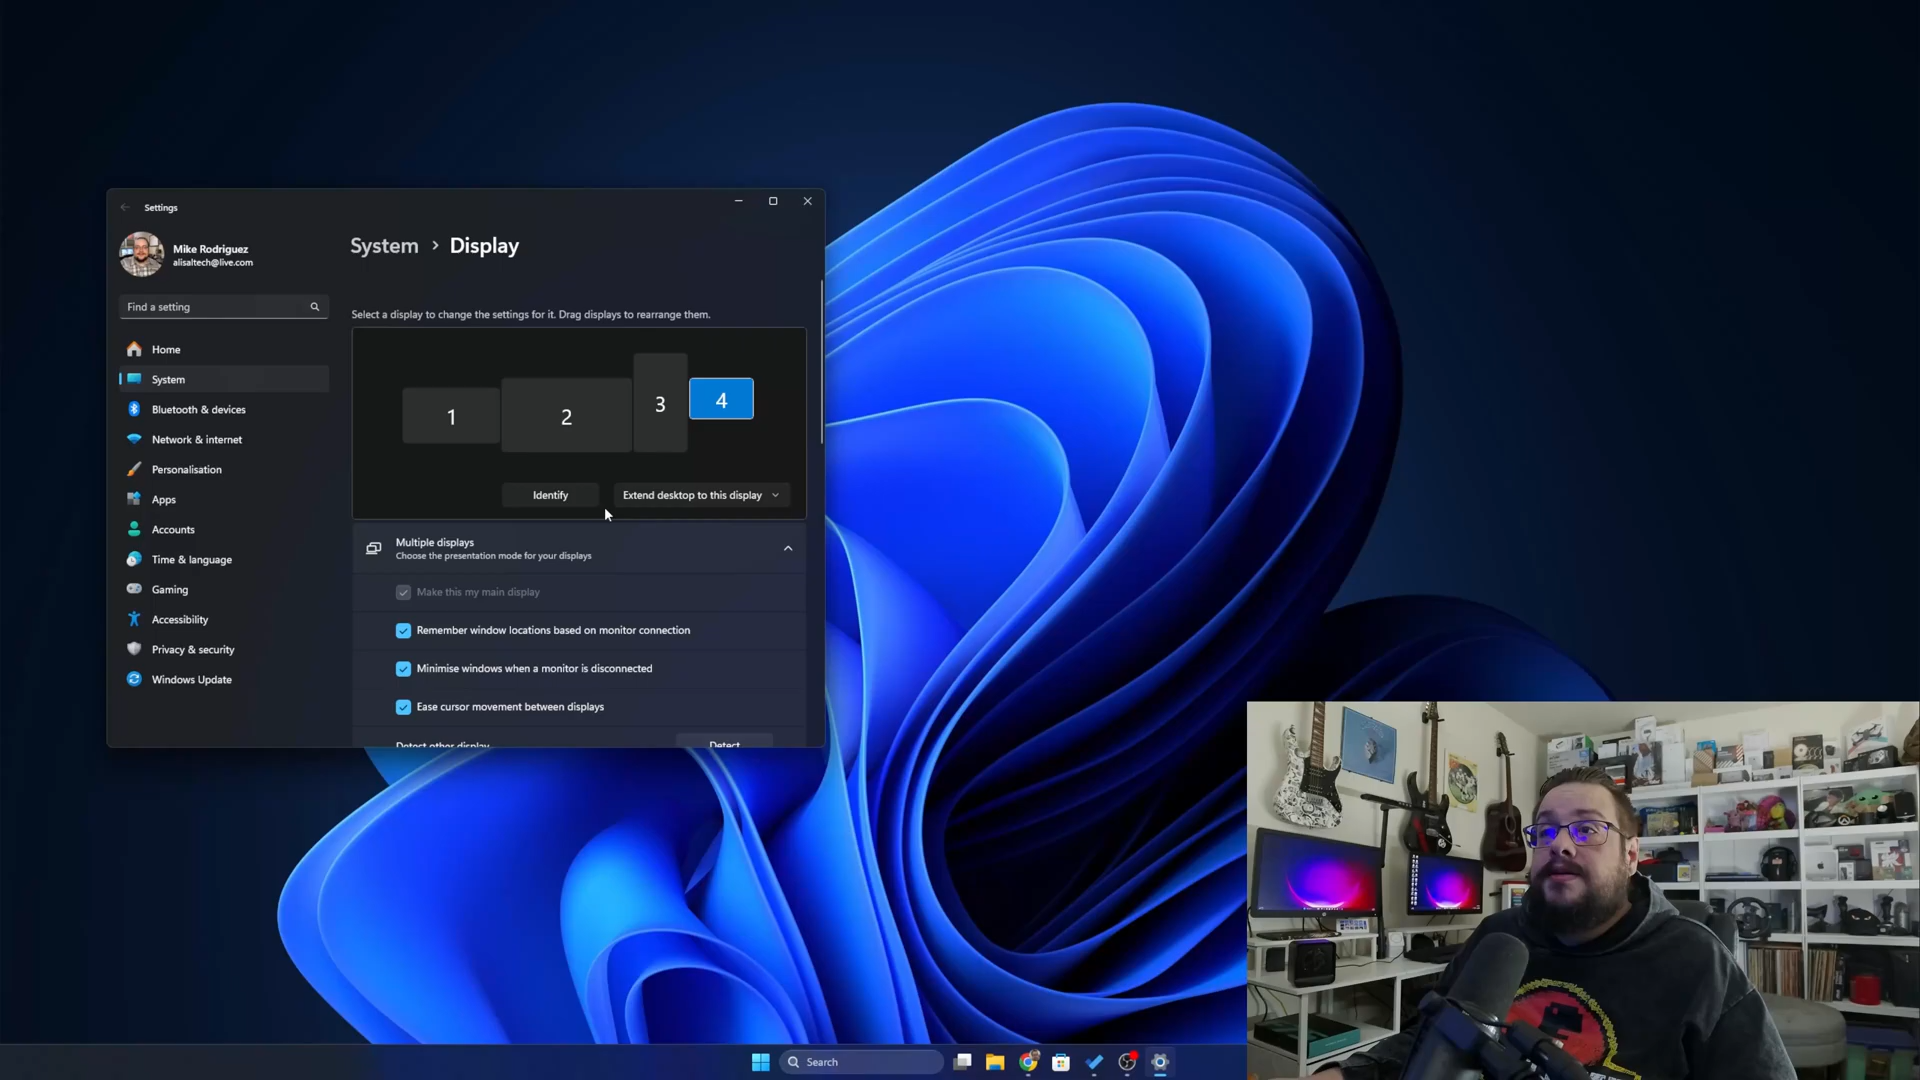 Settings
Mike Rodriguez
alisaltech@live.com
Find a setting
Home
System
Bluetooth & devices
Network & internet
Personalisation
Apps
Accounts
Time & language
Gaming
Accessibility
Privacy & security
Windows Update
System > Display
Select a display to change the settings for it. Drag displays to rearrange them.
1
2
3
4
Identify
Extend desktop to this display
Multiple displays
Choose the presentation mode for your displays
Make this my main display
Remember window locations based on monitor connection
Minimise windows when a monitor is disconnected
Ease cursor movement between displays
Detect other display
Detect
Search